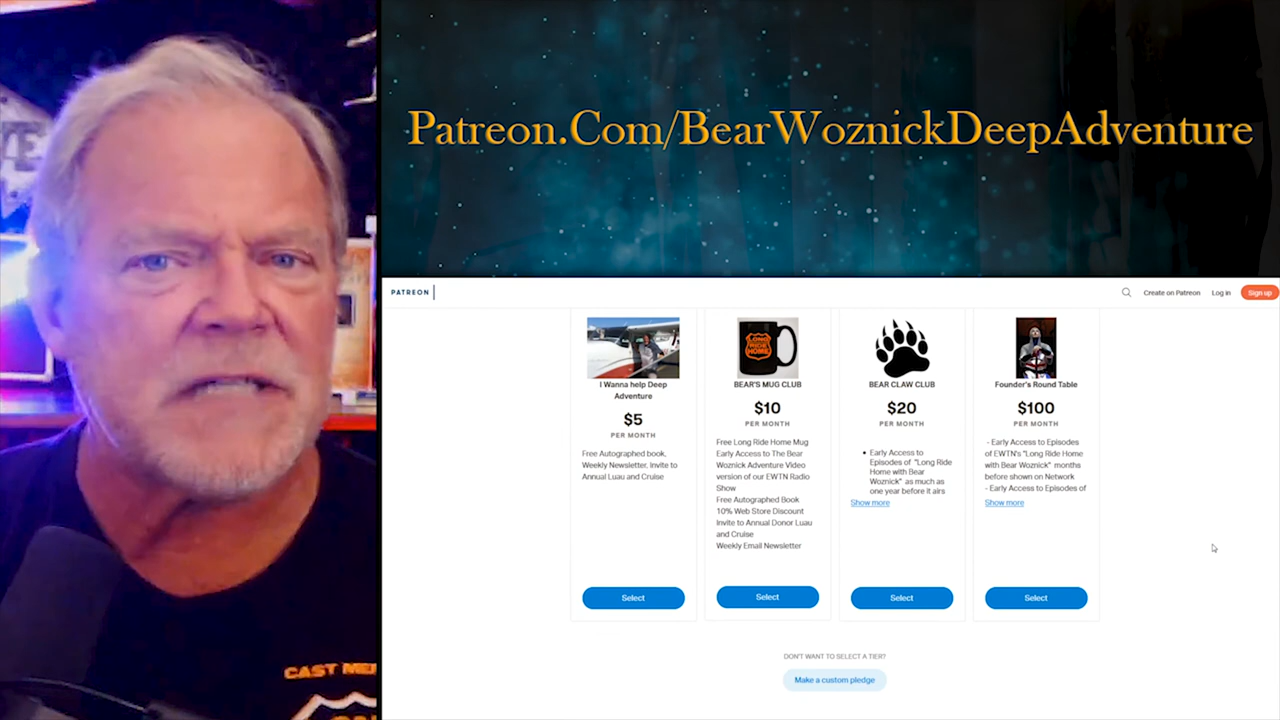 Patreon.Com/BearWoznickDeepAdventure
PATREON
Create on Patreon
Log in
Sign up
I Wanna help Deep
Adventure
$5
PER MONTH
Free Autographed book,
Weekly Newsletter, Invite to
Annual Luau and Cruise
Select
LONG
RIDE
HOME
BEAR'S MUG CLUB
$10
PER MONTH
Free Long Ride Home Mug
Early Access to The Bear
Woznick Adventure Video
version of our EWTN Radio
Show
Free Autographed Book
10% Web Store Discount
Invite to Annual Donor Luau
and Cruise
Weekly Email Newsletter
Select
BEAR CLAW CLUB
$20
PER MONTH
• Early Access to
Episodes of "Long Ride
Home with Bear
Woznick" as much as
one year before it airs
Show more
Select
Founder's Round Table
$100
PER MONTH
- Early Access to Episodes
of EWTN's "Long Ride Home
with Bear Woznick" months
before shown on Network
- Early Access to Episodes of
Show more
Select
DON'T WANT TO SELECT A TIER?
Make a custom pledge
CAST